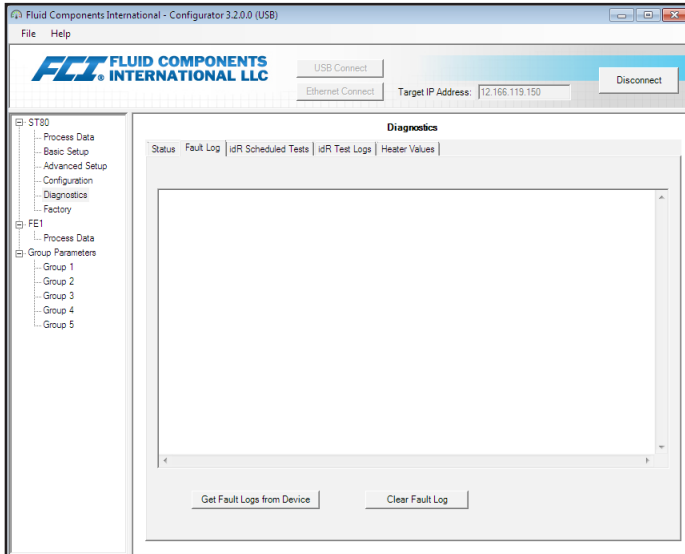 Fluid Components International - Configurator 3.2.0.0 (USB)
File Help
FCI. FLUID COMPONENTS
® INTERNATIONAL LLC
USB Connect
Ethernet Connect
Target IP Address: 12.166.119.150
Disconnect
ST80
Process Data
Basic Setup
Advanced Setup
Configuration
Diagnostics
Factory
FE1
Process Data
Group Parameters
Group 1
Group 2
Group 3
Group 4
Group 5
Diagnostics
Status Fault Log idR Scheduled Tests idR Test Logs Heater Values
Get Fault Logs from Device Clear Fault Log